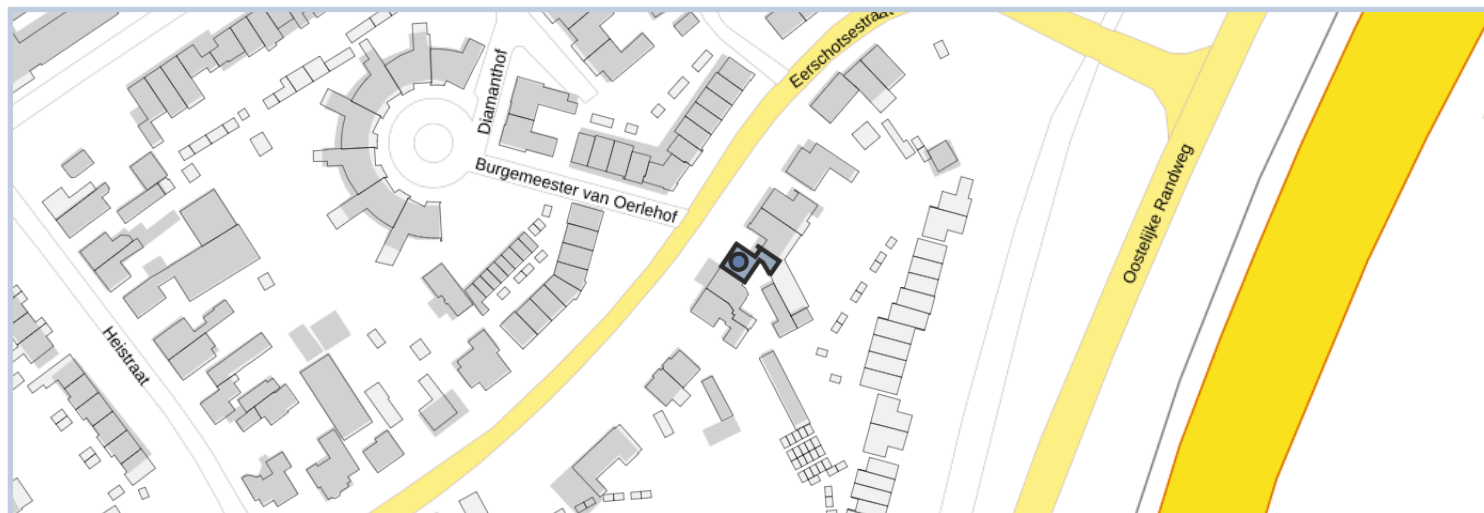 Eerschotsestraat
Diamanthof
Burgemeester van Oerlehof
Oostelijke Randweg
Heistraat